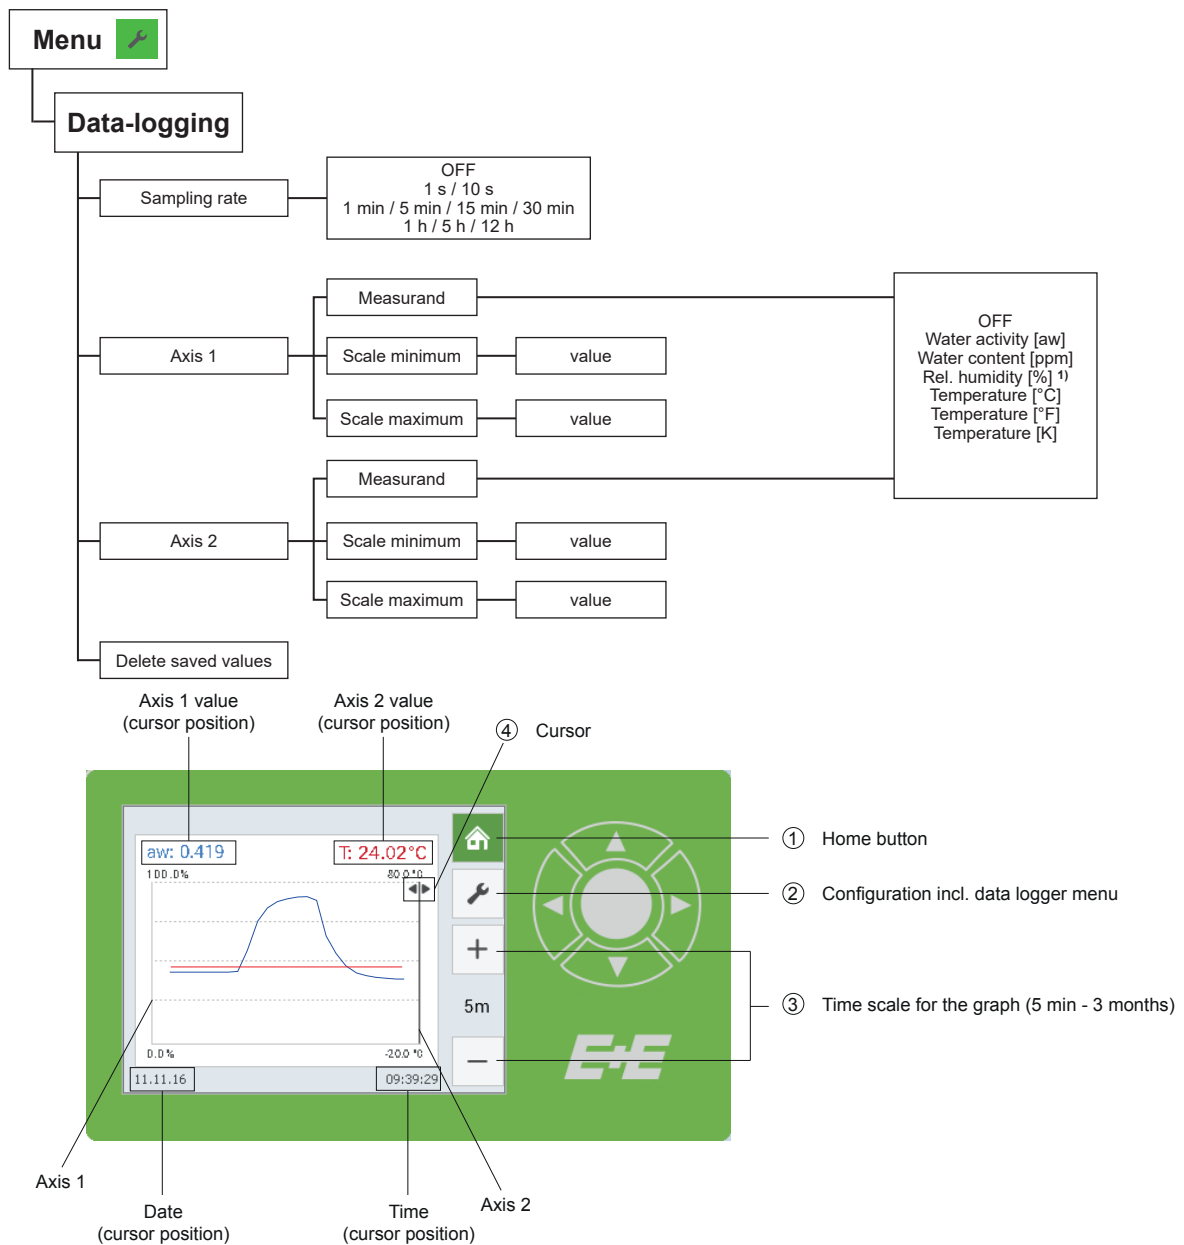 Menu
Data-logging
Sampling rate
OFF
1 s / 10 s
1 min / 5 min / 15 min / 30 min
1 h / 5 h / 12 h
Axis 1
Measurand
Scale minimum
value
Scale maximum
value
OFF
Water activity [aw]
Water content [ppm]
Rel. humidity [%] 1)
Temperature [°C]
Temperature [°F]
Temperature [K]
Axis 2
Measurand
Scale minimum
value
Scale maximum
value
Delete saved values
Axis 1 value
(cursor position)
Axis 2 value
(cursor position)
4 Cursor
aw: 0.419
T: 24.02°C
100.0%
80.0°C
5m
0.0%
-20.0°C
11.11.16
09:39:29
E+E
1 Home button
2 Configuration incl. data logger menu
3 Time scale for the graph (5 min - 3 months)
Axis 1
Date
(cursor position)
Time
(cursor position)
Axis 2